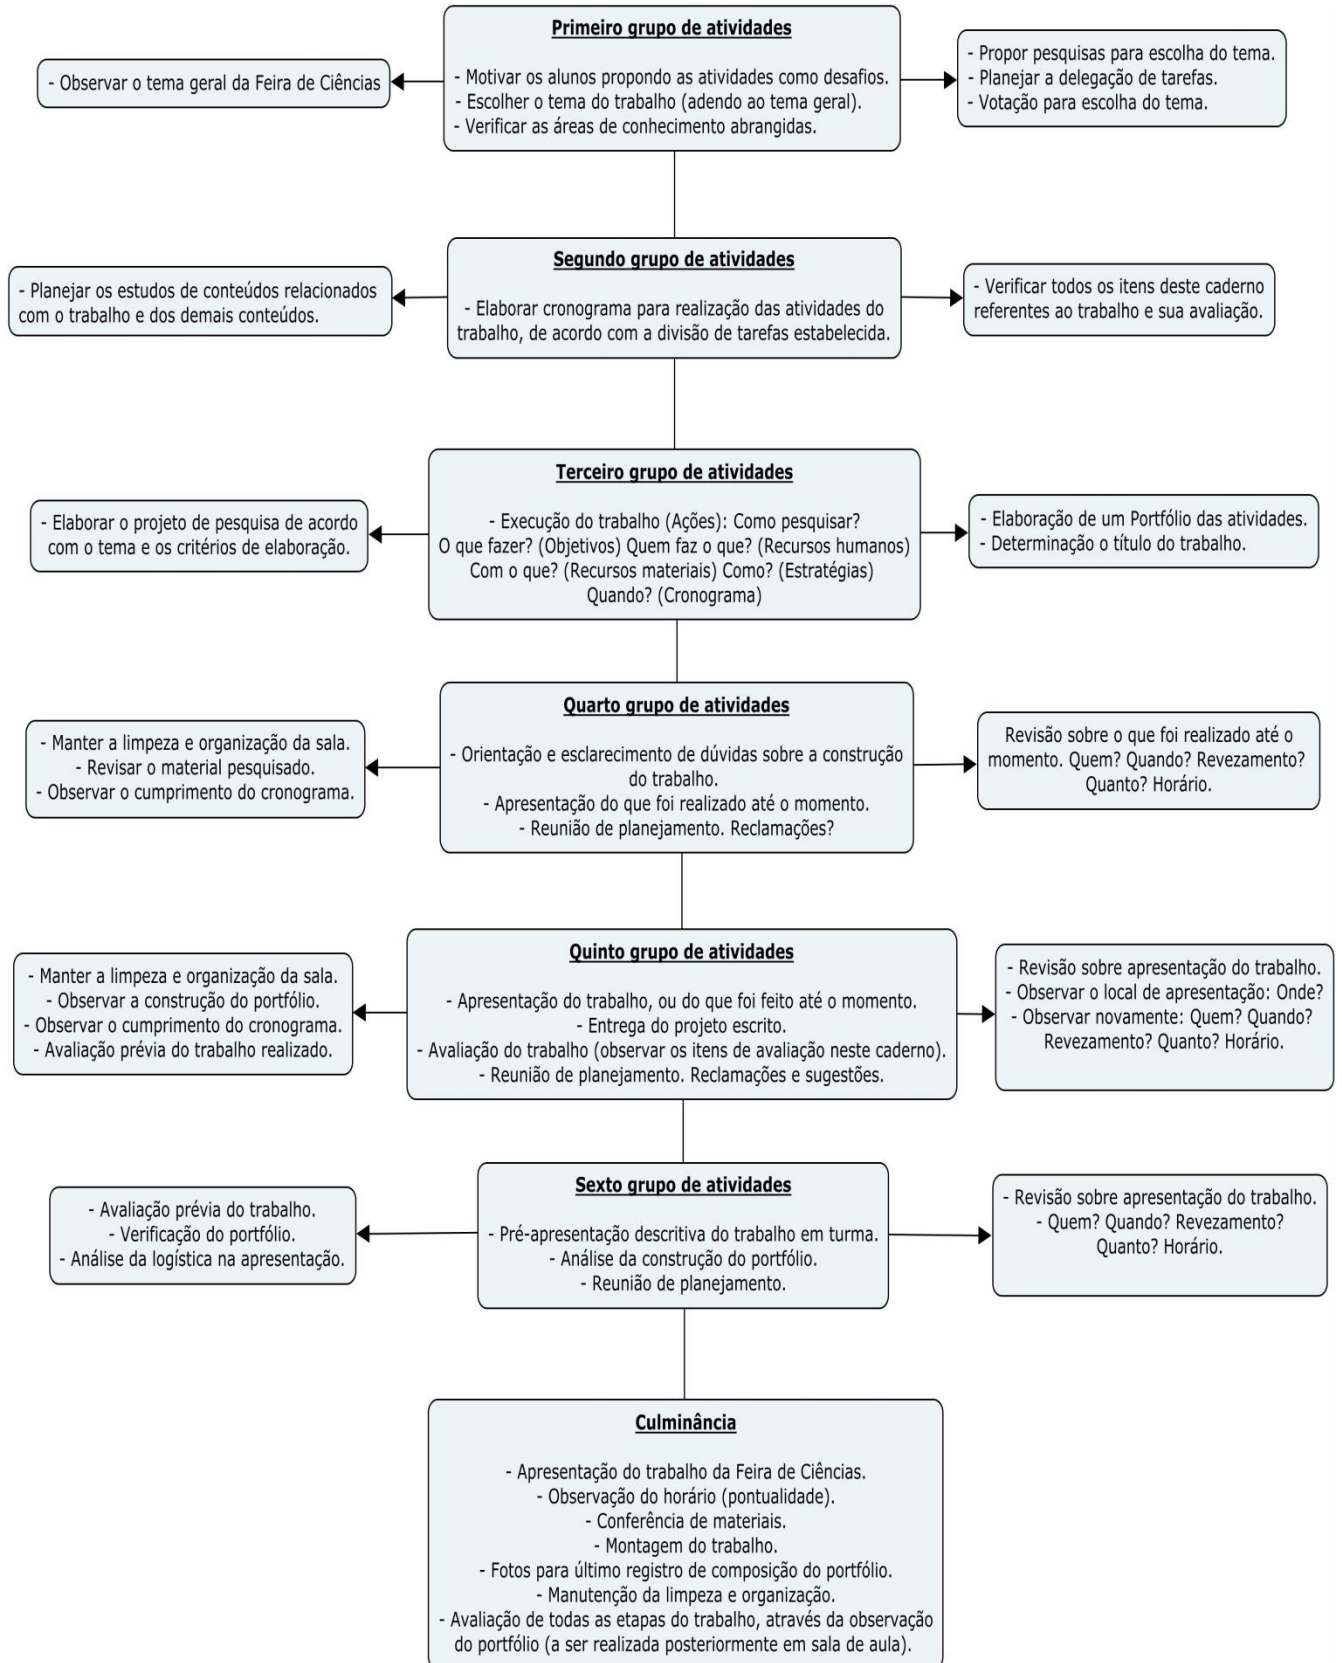 Primeiro grupo de atividades
- Motivar os alunos propondo as atividades como desafios.
- Escolher o tema do trabalho (adendo ao tema geral).
- Verificar as áreas de conhecimento abrangidas.
- Observar o tema geral da Feira de Ciências
- Propor pesquisas para escolha do tema.
- Planejar a delegação de tarefas.
- Votação para escolha do tema.
Segundo grupo de atividades
- Elaborar cronograma para realização das atividades do
trabalho, de acordo com a divisão de tarefas estabelecida.
- Planejar os estudos de conteúdos relacionados
com o trabalho e dos demais conteúdos.
- Verificar todos os itens deste caderno
referentes ao trabalho e sua avaliação.
Terceiro grupo de atividades
- Execução do trabalho (Ações): Como pesquisar?
O que fazer? (Objetivos) Quem faz o que? (Recursos humanos)
Com o que? (Recursos materiais) Como? (Estratégias)
Quando? (Cronograma)
- Elaborar o projeto de pesquisa de acordo
com o tema e os critérios de elaboração.
- Elaboração de um Portfólio das atividades.
- Determinação o título do trabalho.
Quarto grupo de atividades
- Orientação e esclarecimento de dúvidas sobre a construção
do trabalho.
- Apresentação do que foi realizado até o momento.
- Reunião de planejamento. Reclamações?
- Manter a limpeza e organização da sala.
- Revisar o material pesquisado.
- Observar o cumprimento do cronograma.
Revisão sobre o que foi realizado até o
momento. Quem? Quando? Revezamento?
Quanto? Horário.
Quinto grupo de atividades
- Apresentação do trabalho, ou do que foi feito até o momento.
- Entrega do projeto escrito.
- Avaliação do trabalho (observar os itens de avaliação neste caderno).
- Reunião de planejamento. Reclamações e sugestões.
- Manter a limpeza e organização da sala.
- Observar a construção do portfólio.
- Observar o cumprimento do cronograma.
- Avaliação prévia do trabalho realizado.
- Revisão sobre apresentação do trabalho.
- Observar o local de apresentação: Onde?
- Observar novamente: Quem? Quando?
Revezamento? Quanto? Horário.
Sexto grupo de atividades
- Pré-apresentação descritiva do trabalho em turma.
- Análise da construção do portfólio.
- Reunião de planejamento.
- Avaliação prévia do trabalho.
- Verificação do portfólio.
- Análise da logística na apresentação.
- Revisão sobre apresentação do trabalho.
- Quem? Quando? Revezamento?
Quanto? Horário.
Culminância
- Apresentação do trabalho da Feira de Ciências.
- Observação do horário (pontualidade).
- Conferência de materiais.
- Montagem do trabalho.
- Fotos para último registro de composição do portfólio.
- Manutenção da limpeza e organização.
- Avaliação de todas as etapas do trabalho, através da observação
do portfólio (a ser realizada posteriormente em sala de aula).